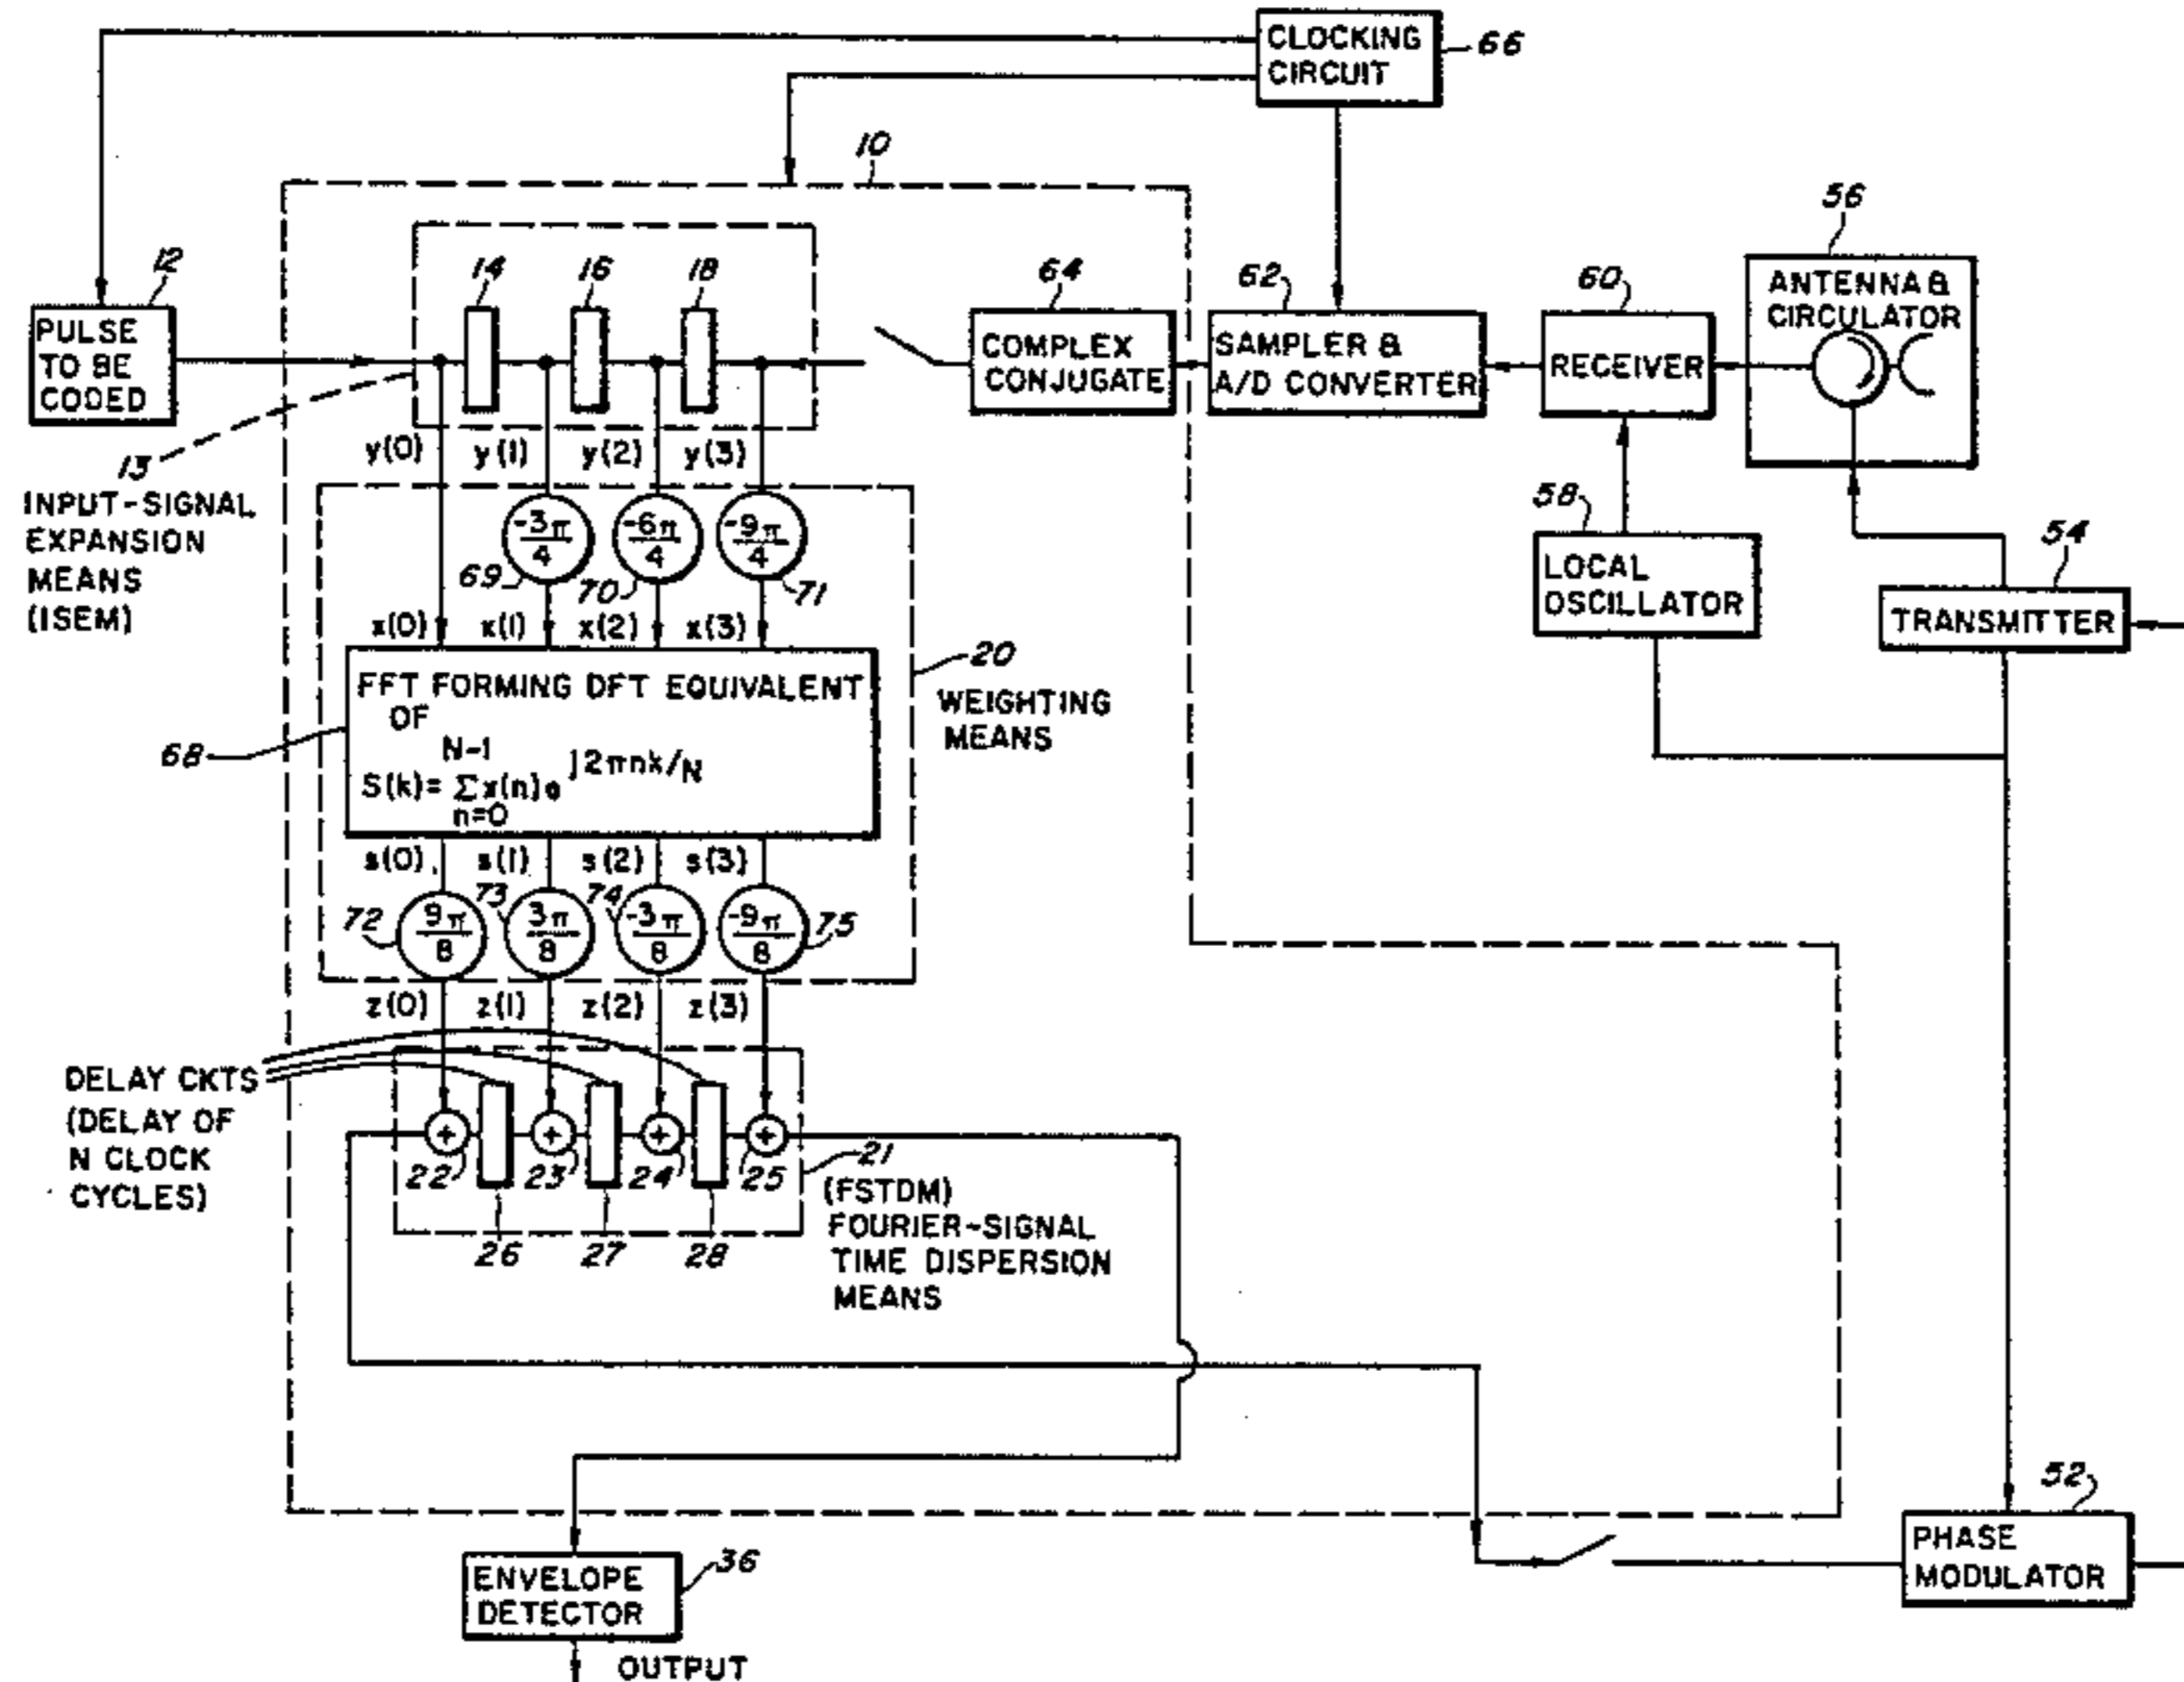 CLOCKING
CIRCUIT
66
10
56
12
14
16
18
64
62
60
PULSE
TO BE
CODED
COMPLEX
CONJUGATE
SAMPLER &
A/D CONVERTER
RECEIVER
ANTENNA &
CIRCULATOR
13
INPUT-SIGNAL
EXPANSION
MEANS
(ISEM)
y(0) y(1) y(2) y(3)
-3π/4 -6π/4 -9π/4
69 70 71
x(0) x(1) x(2) x(3)
58
LOCAL
OSCILLATOR
54
TRANSMITTER
20
WEIGHTING
MEANS
68
FFT FORMING DFT EQUIVALENT
OF
N-1
S(k)= Σ x(n)e j2πnk/N
n=0
s(0) s(1) s(2) s(3)
72 73 74 75
9π/8 3π/8 -3π/8 -9π/8
z(0) z(1) z(2) z(3)
DELAY CKTS
(DELAY OF
N CLOCK
CYCLES)
+ + + +
22 23 24 25
21
(FSTDM)
FOURIER-SIGNAL
TIME DISPERSION
MEANS
26 27 28
52
PHASE
MODULATOR
36
ENVELOPE
DETECTOR
OUTPUT